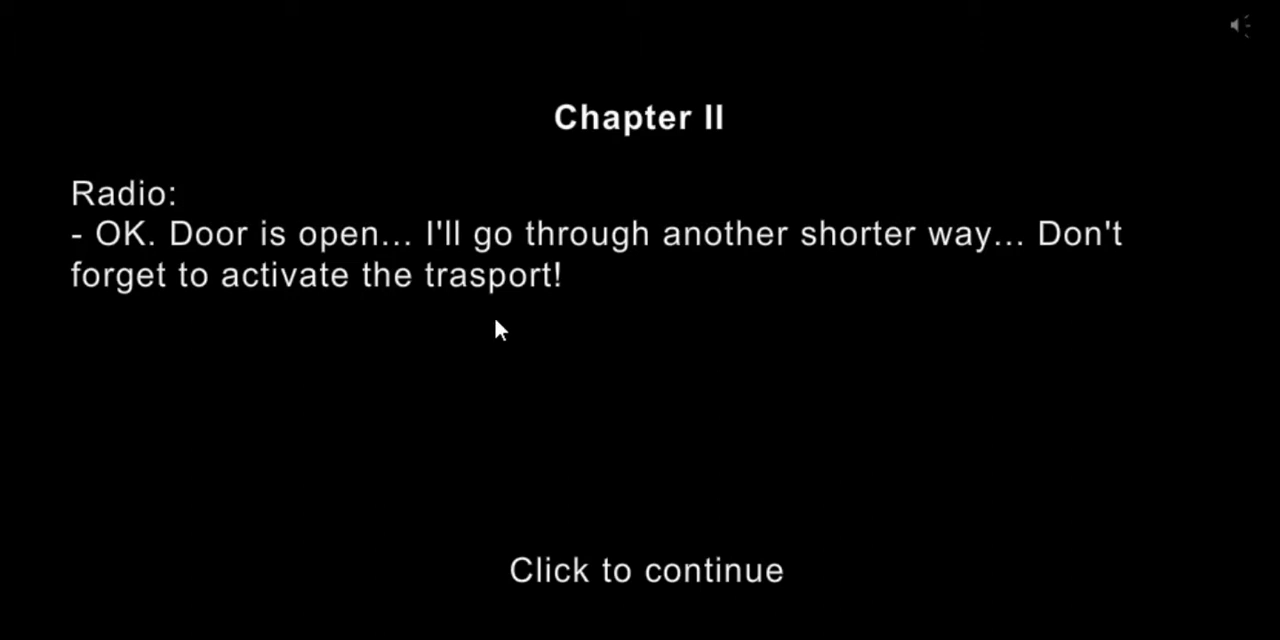 Chapter II
Radio:
- OK. Door is open... I'll go through another shorter way... Don't
forget to activate the trasport!
Click to continue